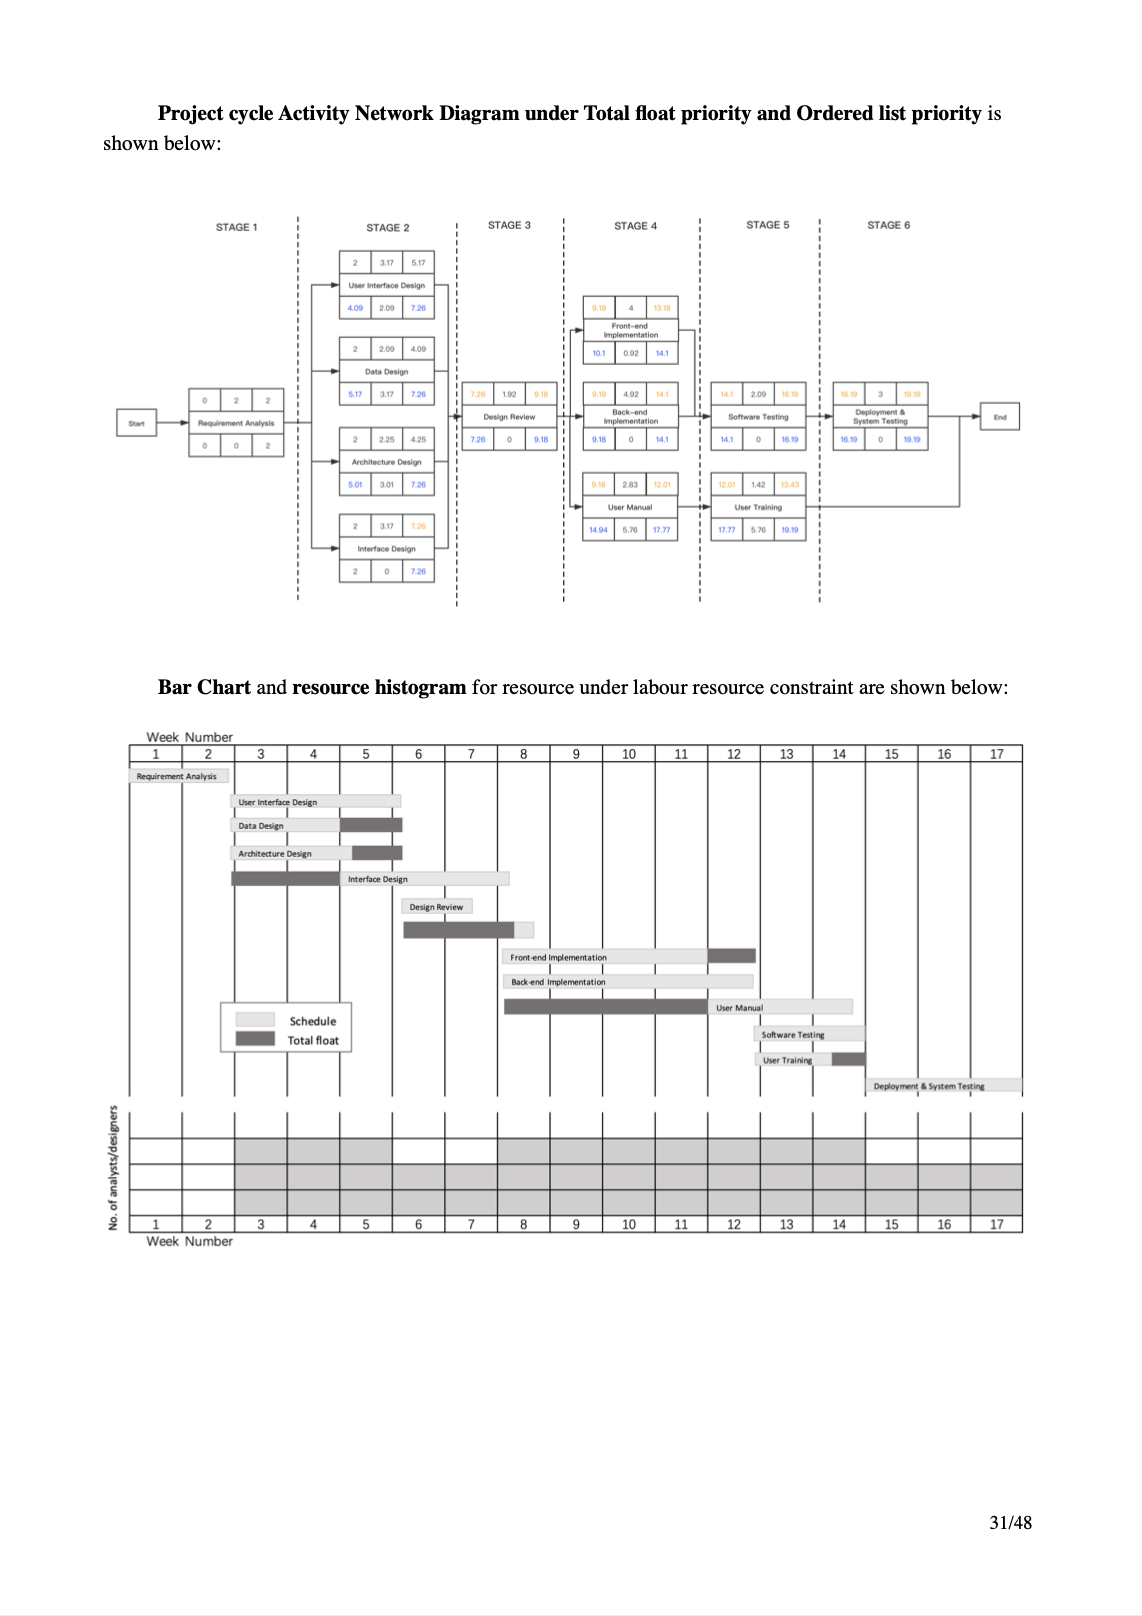 Project cycle Activity Network Diagram under Total float priority and Ordered list priority is
shown below:
STAGE 1
STAGE 2
STAGE 3
STAGE 4
STAGE 5
STAGE 6
Start
0 2 2
Requirement Analysis
0 0 2
2 3.17 5.17
User Interface Design
4.09 2.09 7.26
2 2.09 4.09
Data Design
5.17 3.17 7.26
2 2.25 4.25
Architecture Design
5.01 3.01 7.26
2 3.17 7.26
Interface Design
2 0 7.26
7.26 1.92 9.18
Design Review
7.26 0 9.18
9.18 4 13.18
Front-end
Implementation
10.1 0.92 14.1
9.18 4.92 14.1
Back-end
Implementation
9.18 0 14.1
9.18 2.83 12.01
User Manual
14.94 5.76 17.77
14.1 2.09 16.19
Software Testing
14.1 0 16.19
12.01 1.42 13.43
User Training
17.77 5.76 19.19
16.19 3 19.19
Deployment &
System Testing
16.19 0 19.19
End
Bar Chart and resource histogram for resource under labour resource constraint are shown below:
Week Number
1 2 3 4 5 6 7 8 9 10 11 12 13 14 15 16 17
Requirement Analysis
User Interface Design
Data Design
Architecture Design
Interface Design
Design Review
Front-end Implementation
Back-end Implementation
User Manual
Schedule
Total float
Software Testing
User Training
Deployment & System Testing
No. of analysts/designers
1 2 3 4 5 6 7 8 9 10 11 12 13 14 15 16 17
Week Number
31/48